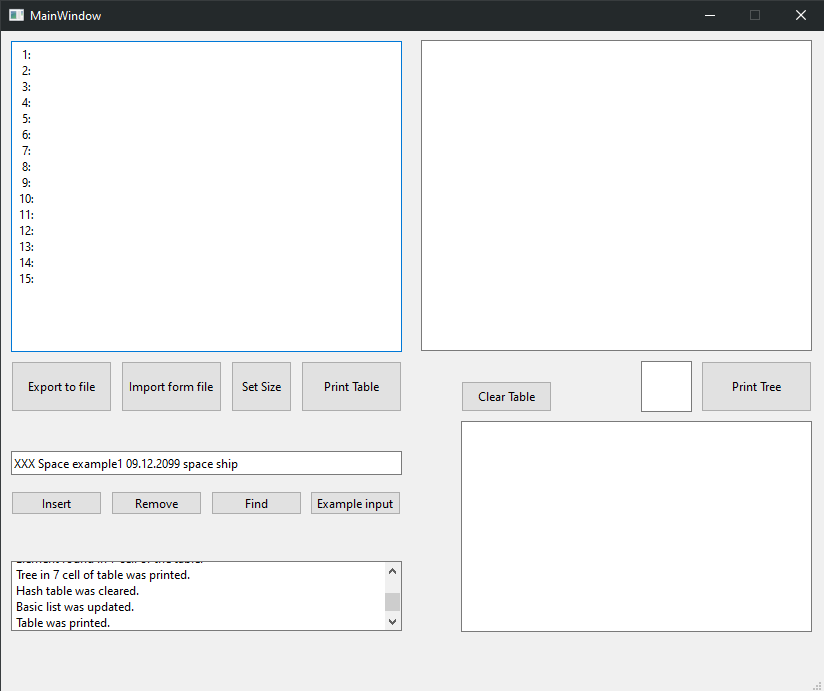 MainWindow
1:
2:
3:
4:
5:
6:
7:
8:
9:
10:
11:
12:
13:
14:
15:
Export to file
Import form file
Set Size
Print Table
Clear Table
Print Tree
XXX Space example1 09.12.2099 space ship
Insert
Remove
Find
Example input
Tree in 7 cell of table was printed.
Hash table was cleared.
Basic list was updated.
Table was printed.